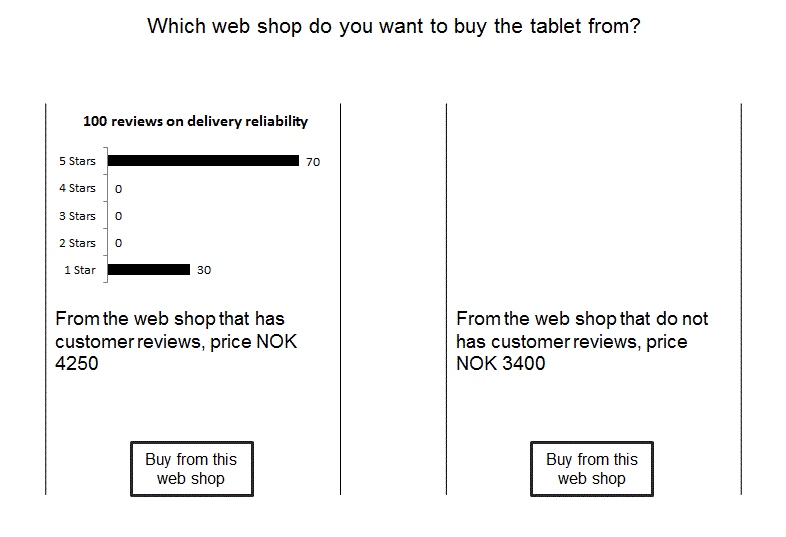 Which web shop do you want to buy the tablet from?
100 reviews on delivery reliability
5 Stars 70
4 Stars 0
3 Stars 0
2 Stars 0
1 Star 30
From the web shop that has
customer reviews, price NOK
4250
Buy from this
web shop
From the web shop that do not
has customer reviews, price
NOK 3400
Buy from this
web shop